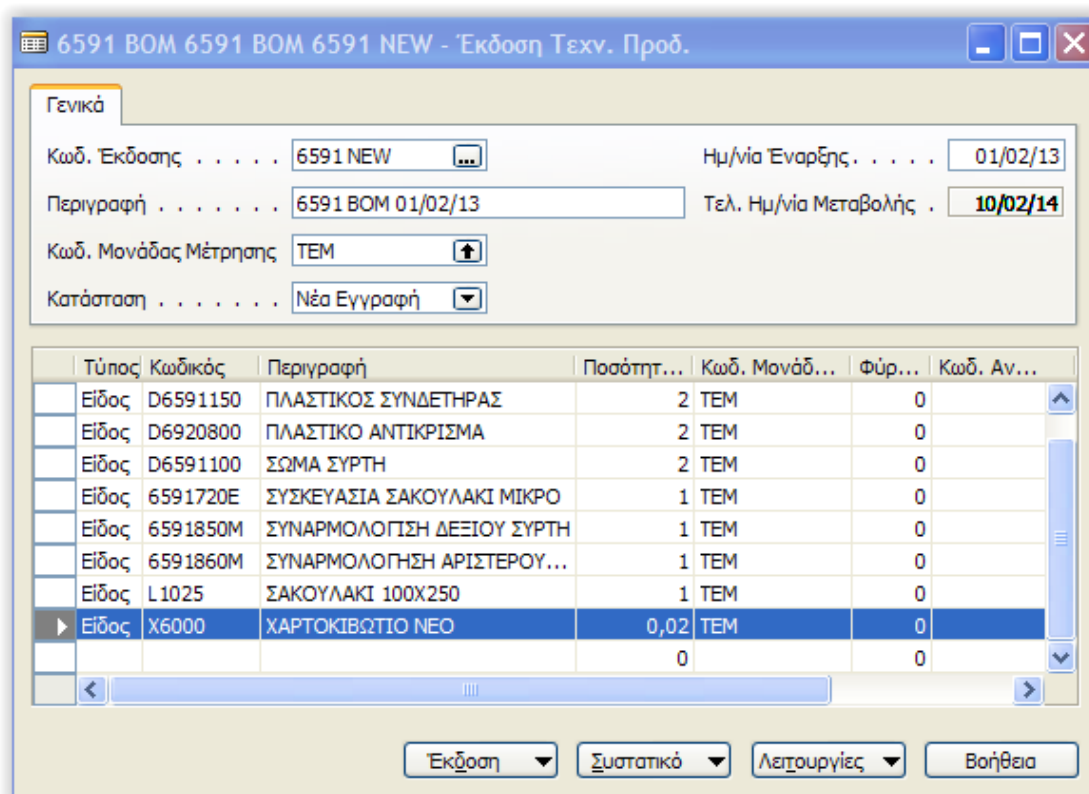 6591 BOM 6591 BOM 6591 NEW - Έκδοση Τεχν. Προδ.
Γενικά
Κωδ. Έκδοσης . . . . . 6591 NEW ... Ημ/νία Έναρξης. . . . . 01/02/13
Περιγραφή . . . . . . . 6591 BOM 01/02/13 Τελ. Ημ/νία Μεταβολής . 10/02/14
Κωδ. Μονάδας Μέτρησης ΤΕΜ
Κατάσταση . . . . . . . Νέα Εγγραφή
Τύπος Κωδικός Περιγραφή Ποσότητ... Κωδ. Μονάδ... Φύρ... Κωδ. Αν...
Είδος D6591150 ΠΛΑΣΤΙΚΟΣ ΣΥΝΔΕΤΗΡΑΣ 2 ΤΕΜ 0
Είδος D6920800 ΠΛΑΣΤΙΚΟ ΑΝΤΙΚΡΙΣΜΑ 2 ΤΕΜ 0
Είδος D6591100 ΣΩΜΑ ΣΥΡΤΗ 2 ΤΕΜ 0
Είδος 6591720E ΣΥΣΚΕΥΑΣΙΑ ΣΑΚΟΥΛΑΚΙ ΜΙΚΡΟ 1 ΤΕΜ 0
Είδος 6591850M ΣΥΝΑΡΜΟΛΟΓΙΣΗ ΔΕΞΙΟΥ ΣΥΡΤΗ 1 ΤΕΜ 0
Είδος 6591860M ΣΥΝΑΡΜΟΛΟΓΗΣΗ ΑΡΙΣΤΕΡΟΥ... 1 ΤΕΜ 0
Είδος L1025 ΣΑΚΟΥΛΑΚΙ 100X250 1 ΤΕΜ 0
Είδος X6000 ΧΑΡΤΟΚΙΒΩΤΙΟ ΝΕΟ 0,02 ΤΕΜ 0
0 0
Έκδοση Συστατικό Λειτουργίες Βοήθεια